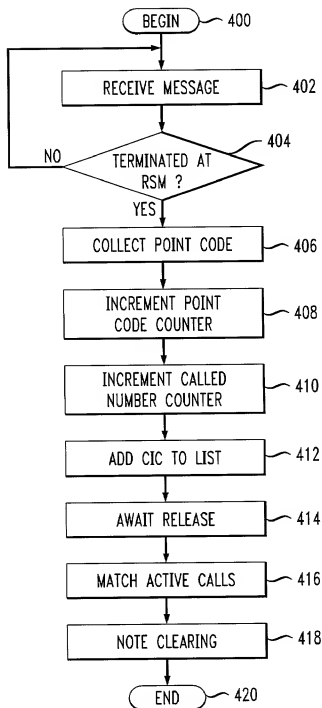 BEGIN 400
RECEIVE MESSAGE 402
404
NO
TERMINATED AT
RSM ?
YES
COLLECT POINT CODE 406
INCREMENT POINT
CODE COUNTER
408
INCREMENT CALLED
NUMBER COUNTER
410
ADD CIC TO LIST 412
AWAIT RELEASE 414
MATCH ACTIVE CALLS 416
NOTE CLEARING 418
END 420